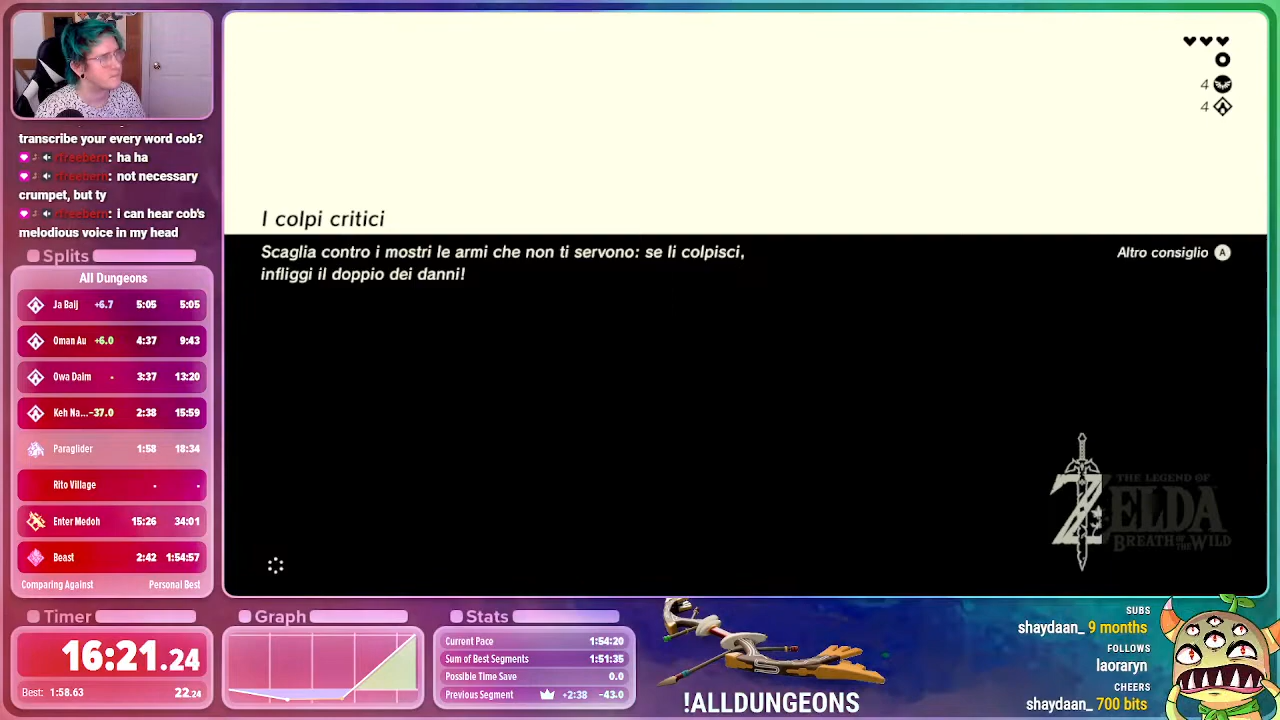 transcribe your every word cob?
rfreebern: ha ha
rfreebern: not necessary
crumpet, but ty
rfreebern: i can hear cob's
melodious voice in my head
Splits
All Dungeons
Ja Baij +6.7 5:05 5:05
Oman Au +6.0 4:37 9:43
Owa Daim - 3:37 13:20
Keh Na... -37.0 2:38 15:59
Paraglider 1:58 18:34
Rito Village - -
Enter Medoh 15:26 34:01
Beast 2:42 1:54:57
Comparing Against Personal Best
Timer
16:21.24
Best: 1:58.63 22.24
4
4
I colpi critici
Scaglia contro i mostri le armi che non ti servono: se li colpisci,
infliggi il doppio dei danni!
Altro consiglio A
THE LEGEND OF
ZELDA
BREATH OF THE WILD
Graph
Stats
Current Pace 1:54:20
Sum of Best Segments 1:51:35
Possible Time Save 0.0
Previous Segment +2:38 -43.0
!ALLDUNGEONS
SUBS
shaydaan_ 9 months
FOLLOWS
laoraryn
CHEERS
shaydaan_ 700 bits